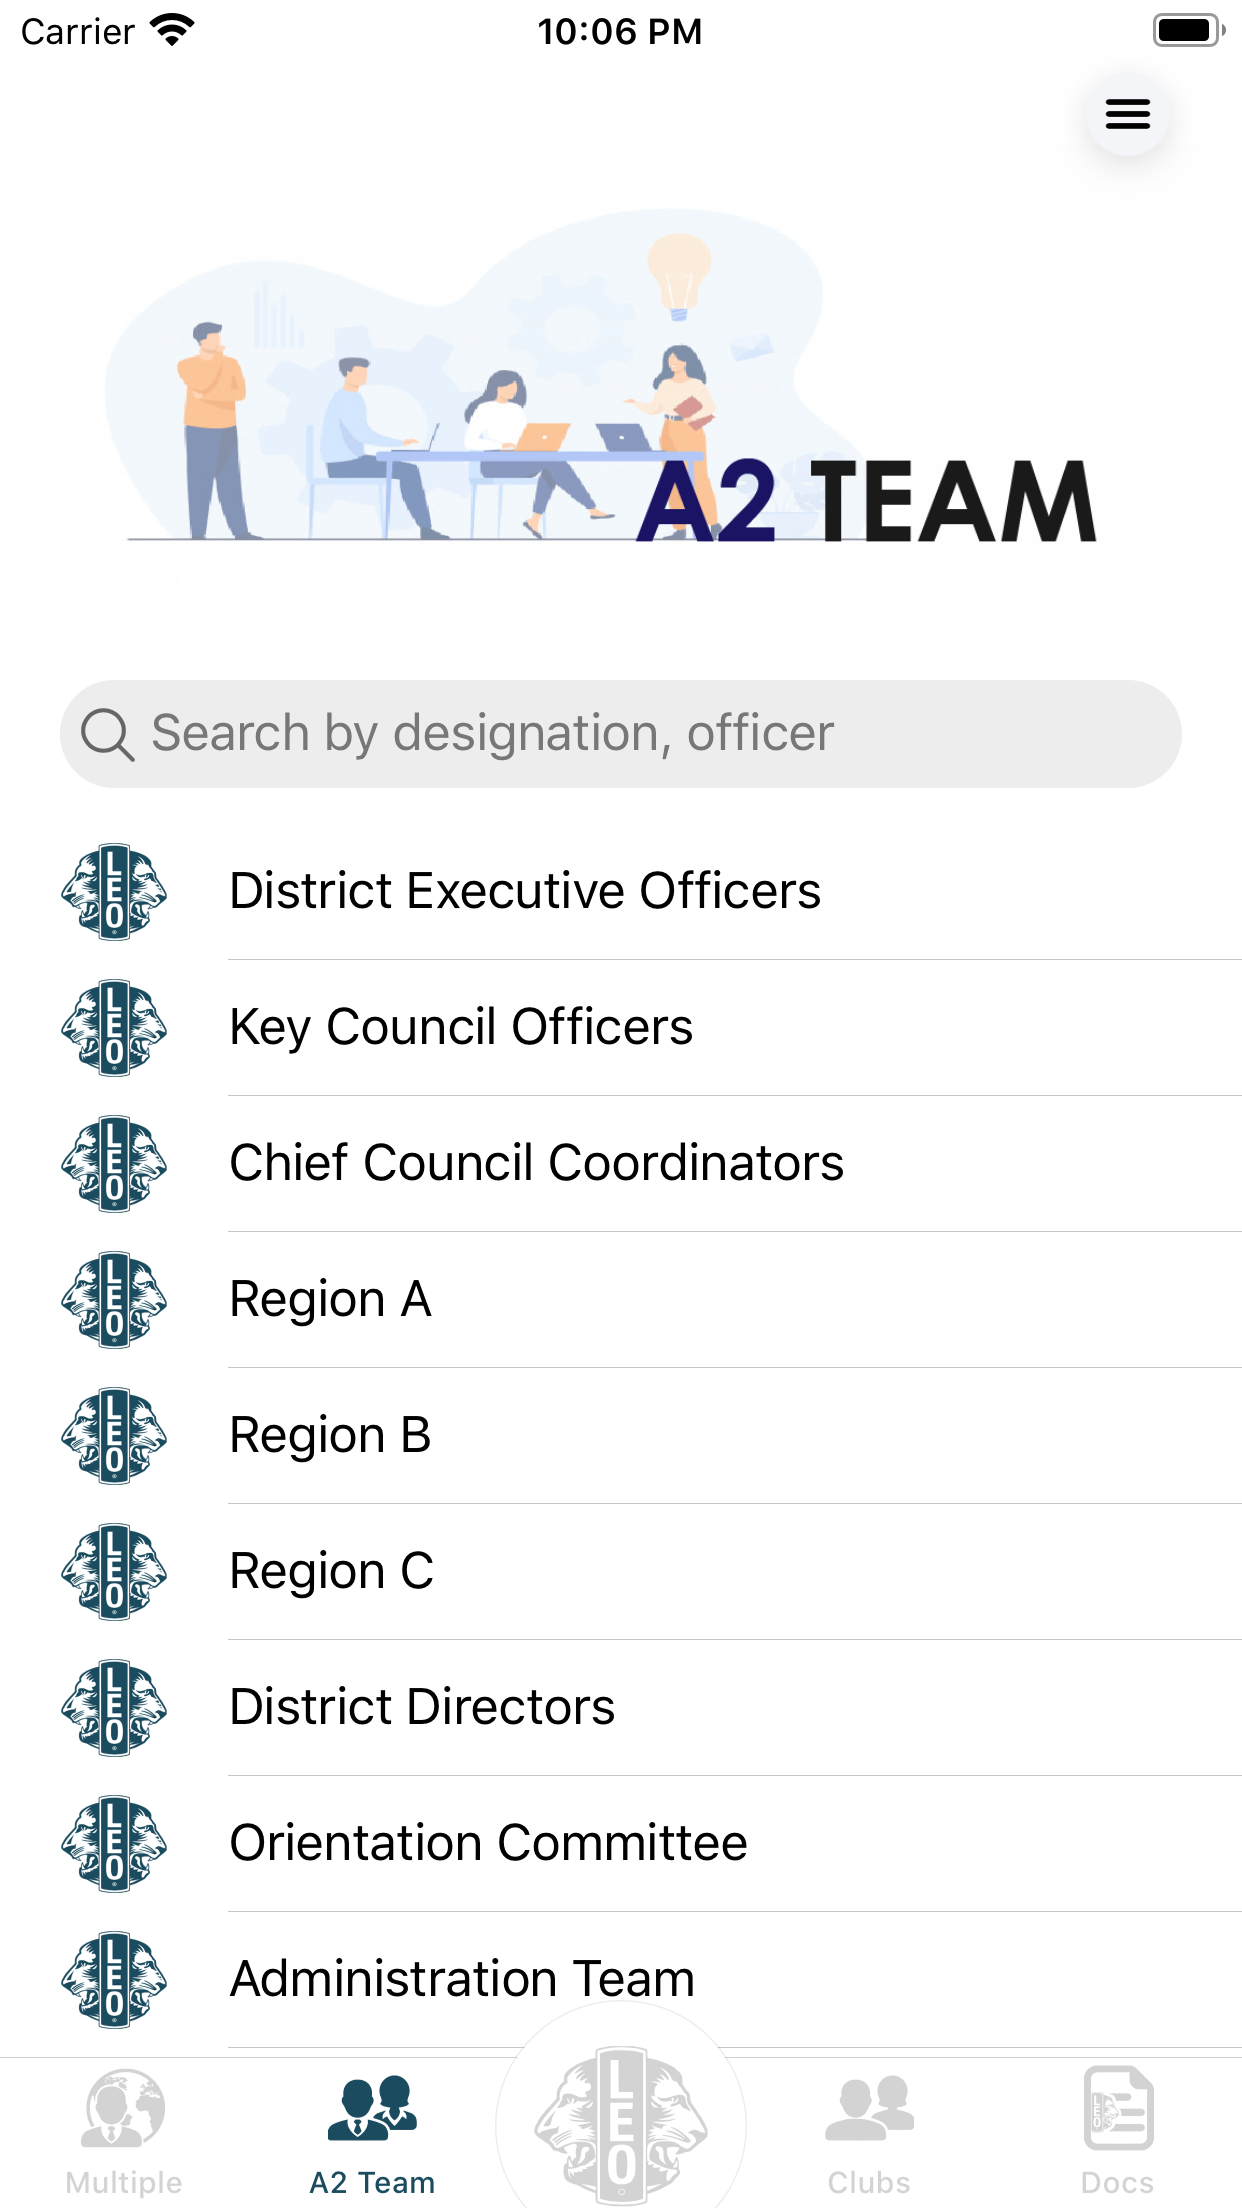 Carrier 10:06 PM
A2 TEAM
Search by designation, officer
LEO District Executive Officers
LEO Key Council Officers
LEO Chief Council Coordinators
LEO Region A
LEO Region B
LEO Region C
LEO District Directors
LEO Orientation Committee
LEO Administration Team
LEO
LEO
Multiple A2 Team Clubs Docs